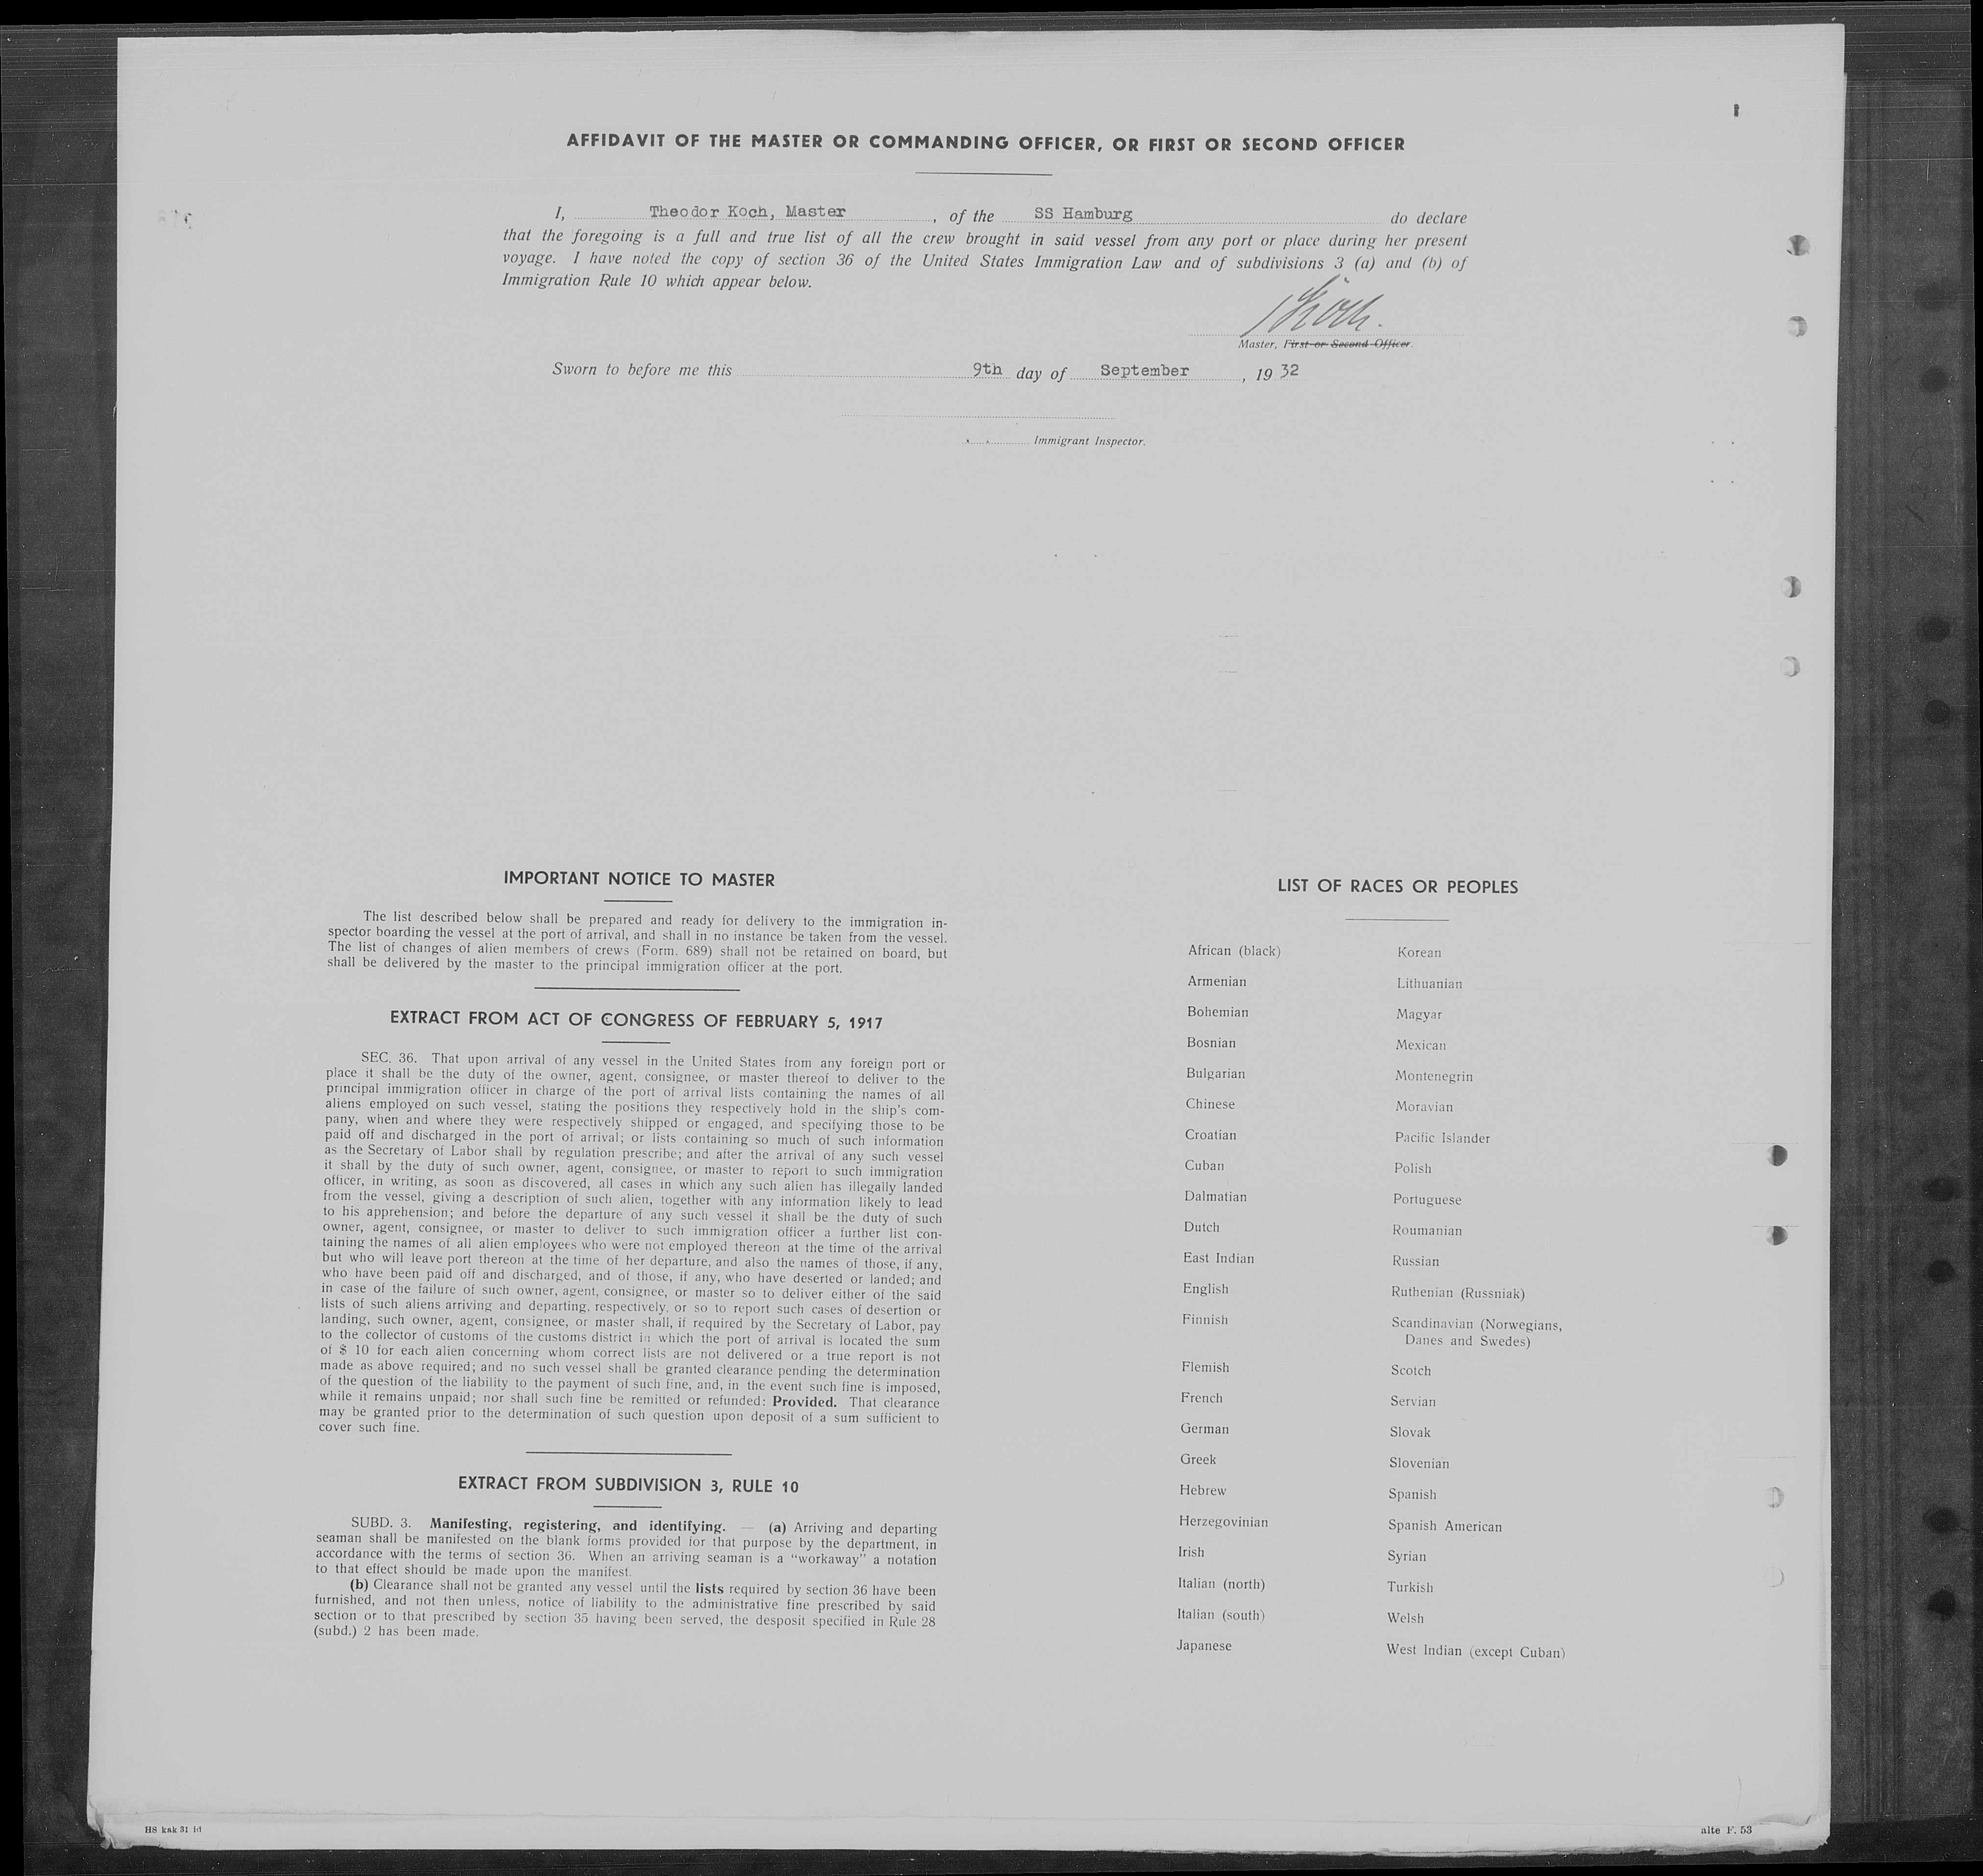 AFFIDAVIT OF THE MASTER OR COMMANDING OFFICER, OR FIRST OR SECOND OFFICER
I, Theodor Koch, Master, of the SS Hamburg do declare
that the foregoing is a full and true list of all the crew brought in said vessel from any port or place during her present
voyage. I have noted the copy of section 36 of the United States Immigration Law and of subdivisions 3 (a) and (b) of
Immigration Rule 10 which appear below.
Koch.
Master, First or Second Officer.
Sworn to before me this 9th day of September, 19 32
Immigrant Inspector.
IMPORTANT NOTICE TO MASTER
The list described below shall be prepared and ready for delivery to the immigration in-
spector boarding the vessel at the port of arrival, and shall in no instance be taken from the vessel.
The list of changes of alien members of crews (Form. 689) shall not be retained on board, but
shall be delivered by the master to the principal immigration officer at the port.
EXTRACT FROM ACT OF CONGRESS OF FEBRUARY 5, 1917
SEC. 36. That upon arrival of any vessel in the United States from any foreign port or
place it shall be the duty of the owner, agent, consignee, or master thereof to deliver to the
principal immigration officer in charge of the port of arrival lists containing the names of all
aliens employed on such vessel, stating the positions they respectively hold in the ship's com-
pany, when and where they were respectively shipped or engaged, and specifying those to be
paid off and discharged in the port of arrival; or lists containing so much of such information
as the Secretary of Labor shall by regulation prescribe; and after the arrival of any such vessel
it shall by the duty of such owner, agent, consignee, or master to report to such immigration
officer, in writing, as soon as discovered, all cases in which any such alien has illegally landed
from the vessel, giving a description of such alien, together with any information likely to lead
to his apprehension; and before the departure of any such vessel it shall be the duty of such
owner, agent, consignee, or master to deliver to such immigration officer a further list con-
taining the names of all alien employees who were not employed thereon at the time of the arrival
but who will leave port thereon at the time of her departure, and also the names of those, if any,
who have been paid off and discharged, and of those, if any, who have deserted or landed; and
in case of the failure of such owner, agent, consignee, or master so to deliver either of the said
lists of such aliens arriving and departing, respectively, or so to report such cases of desertion or
landing, such owner, agent, consignee, or master shall, if required by the Secretary of Labor, pay
to the collector of customs of the customs district in which the port of arrival is located the sum
of $ 10 for each alien concerning whom correct lists are not delivered or a true report is not
made as above required; and no such vessel shall be granted clearance pending the determination
of the question of the liability to the payment of such fine, and, in the event such fine is imposed,
while it remains unpaid; nor shall such fine be remitted or refunded: Provided. That clearance
may be granted prior to the determination of such question upon deposit of a sum sufficient to
cover such fine.
EXTRACT FROM SUBDIVISION 3, RULE 10
SUBD. 3. Manifesting, registering, and identifying. — (a) Arriving and departing
seaman shall be manifested on the blank forms provided for that purpose by the department, in
accordance with the terms of section 36. When an arriving seaman is a "workaway" a notation
to that effect should be made upon the manifest.
(b) Clearance shall not be granted any vessel until the lists required by section 36 have been
furnished, and not then unless, notice of liability to the administrative fine prescribed by said
section or to that prescribed by section 35 having been served, the desposit specified in Rule 28
(subd.) 2 has been made.
LIST OF RACES OR PEOPLES
African (black)
Armenian
Bohemian
Bosnian
Bulgarian
Chinese
Croatian
Cuban
Dalmatian
Dutch
East Indian
English
Finnish
Flemish
French
German
Greek
Hebrew
Herzegovinian
Irish
Italian (north)
Italian (south)
Japanese
Korean
Lithuanian
Magyar
Mexican
Montenegrin
Moravian
Pacific Islander
Polish
Portuguese
Roumanian
Russian
Ruthenian (Russniak)
Scandinavian (Norwegians,
Danes and Swedes)
Scotch
Servian
Slovak
Slovenian
Spanish
Spanish American
Syrian
Turkish
Welsh
West Indian (except Cuban)
HS kak 31 id
alte F. 53